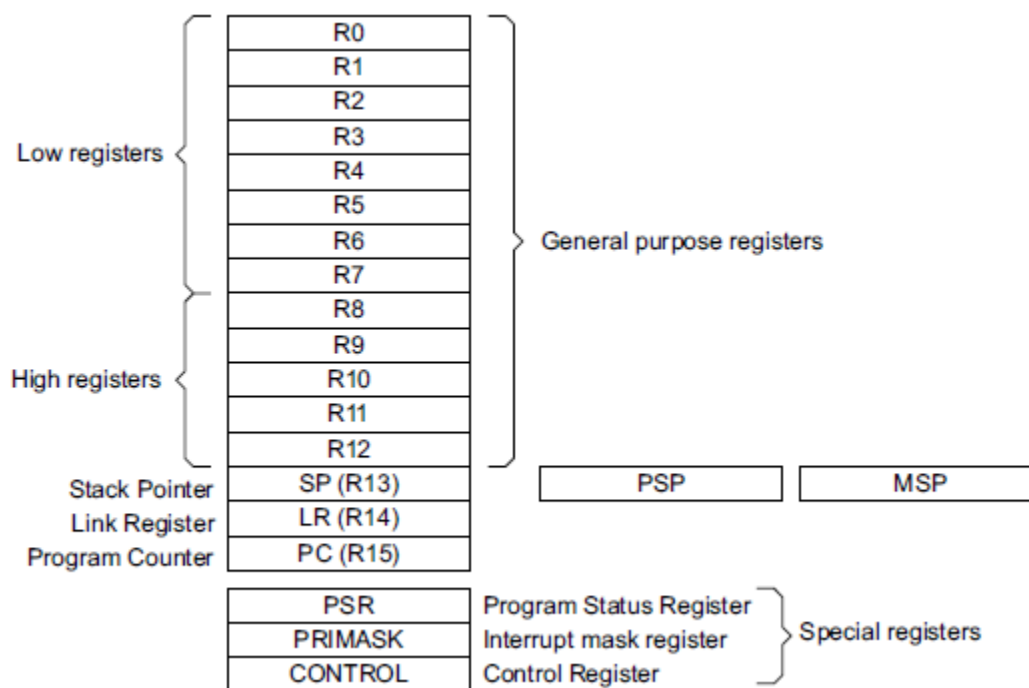 R0
R1
R2
Low registers
R3
R4
R5
R6
General purpose registers
R7
R8
R9
High registers
R10
R11
R12
Stack Pointer SP (R13) PSP MSP
Link Register LR (R14)
Program Counter PC (R15)
PSR Program Status Register
PRIMASK Interrupt mask register Special registers
CONTROL Control Register